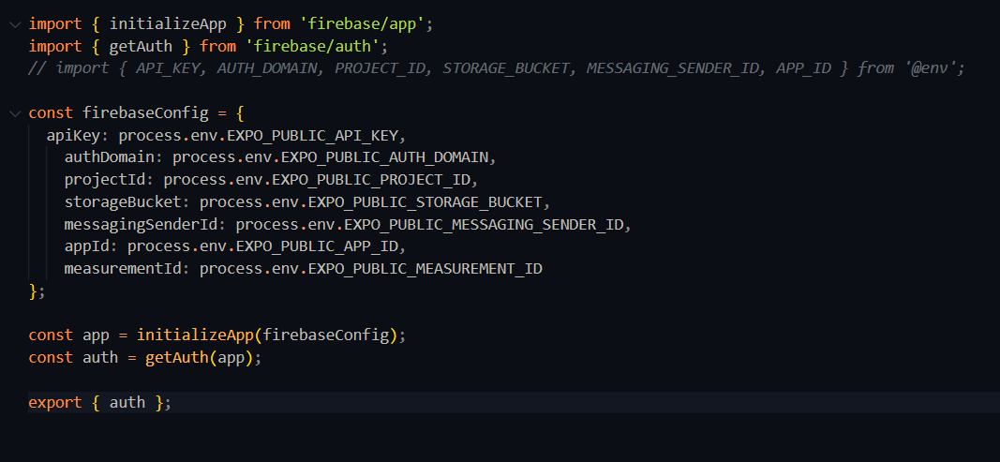 import { initializeApp } from 'firebase/app';
import { getAuth } from 'firebase/auth';
// import { API_KEY, AUTH_DOMAIN, PROJECT_ID, STORAGE_BUCKET, MESSAGING_SENDER_ID, APP_ID } from '@env';

const firebaseConfig = {
  apiKey: process.env.EXPO_PUBLIC_API_KEY,
    authDomain: process.env.EXPO_PUBLIC_AUTH_DOMAIN,
    projectId: process.env.EXPO_PUBLIC_PROJECT_ID,
    storageBucket: process.env.EXPO_PUBLIC_STORAGE_BUCKET,
    messagingSenderId: process.env.EXPO_PUBLIC_MESSAGING_SENDER_ID,
    appId: process.env.EXPO_PUBLIC_APP_ID,
    measurementId: process.env.EXPO_PUBLIC_MEASUREMENT_ID
};

const app = initializeApp(firebaseConfig);
const auth = getAuth(app);

export { auth };